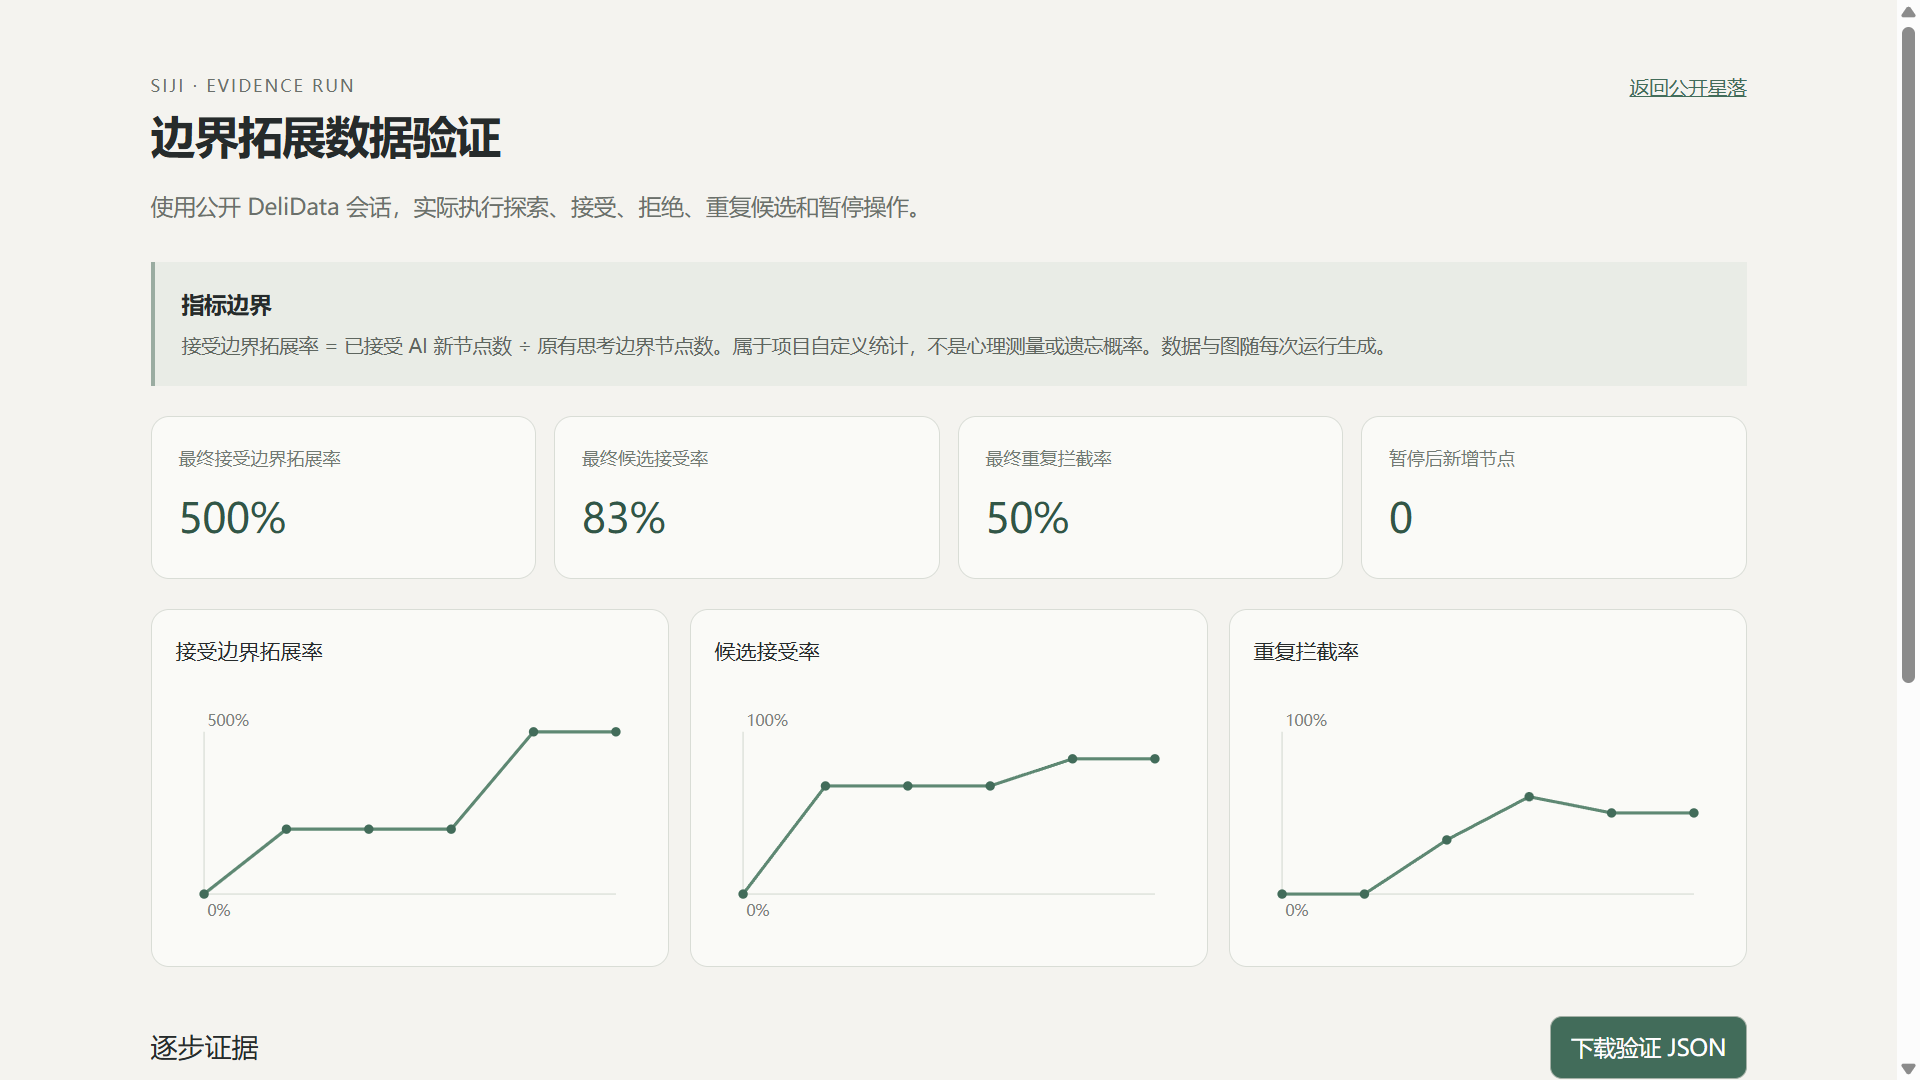 SIJI · EVIDENCE RUN
返回公开星落
边界拓展数据验证
使用公开 DeliData 会话，实际执行探索、接受、拒绝、重复候选和暂停操作。
指标边界
接受边界拓展率 = 已接受 AI 新节点数 ÷ 原有思考边界节点数。属于项目自定义统计，不是心理测量或遗忘概率。数据与图随每次运行生成。
最终接受边界拓展率
500%
最终候选接受率
83%
最终重复拦截率
50%
暂停后新增节点
0
接受边界拓展率
500%
0%
候选接受率
100%
0%
重复拦截率
100%
0%
逐步证据
下载验证 JSON